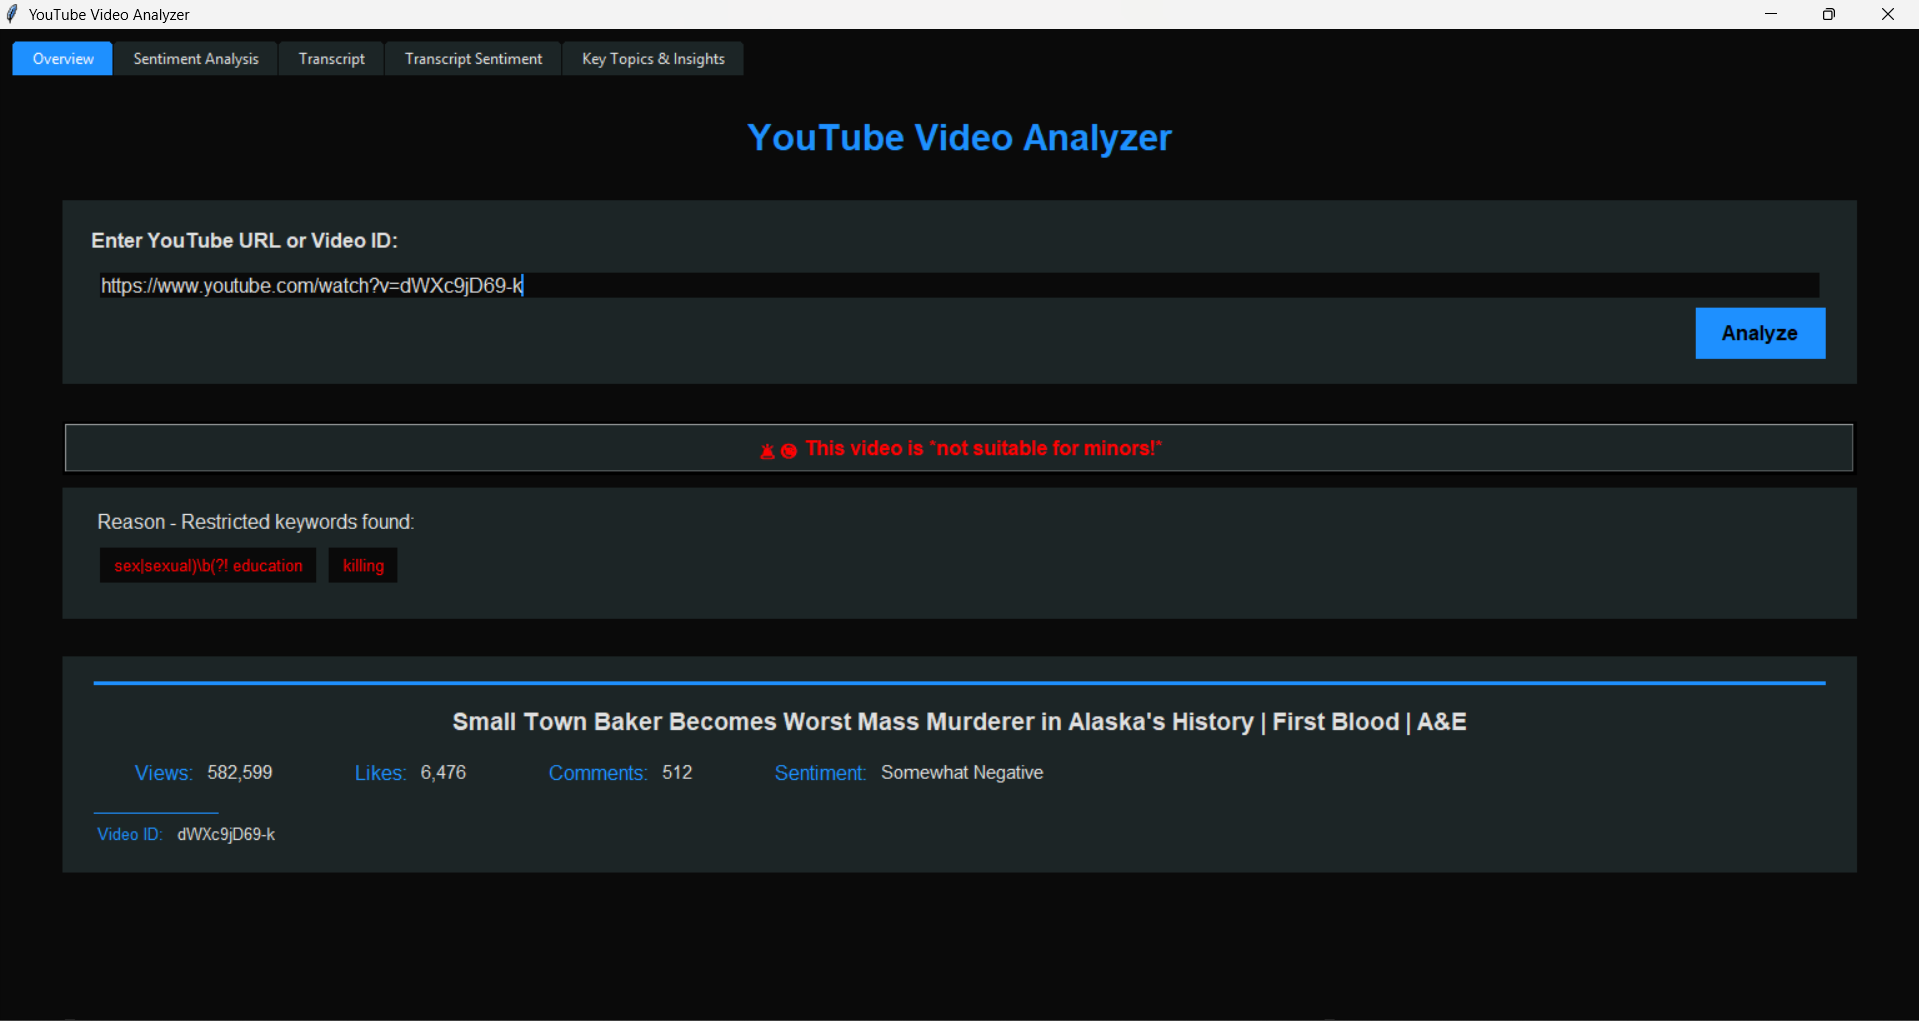 YouTube Video Analyzer
Overview Sentiment Analysis Transcript Transcript Sentiment Key Topics & Insights
YouTube Video Analyzer
Enter YouTube URL or Video ID:
https://www.youtube.com/watch?v=dWXc9jD69-k
Analyze
This video is *not suitable for minors!*
Reason - Restricted keywords found:
sex|sexual)\b(?! education killing
Small Town Baker Becomes Worst Mass Murderer in Alaska's History | First Blood | A&E
Views: 582,599 Likes: 6,476 Comments: 512 Sentiment: Somewhat Negative
Video ID: dWXc9jD69-k